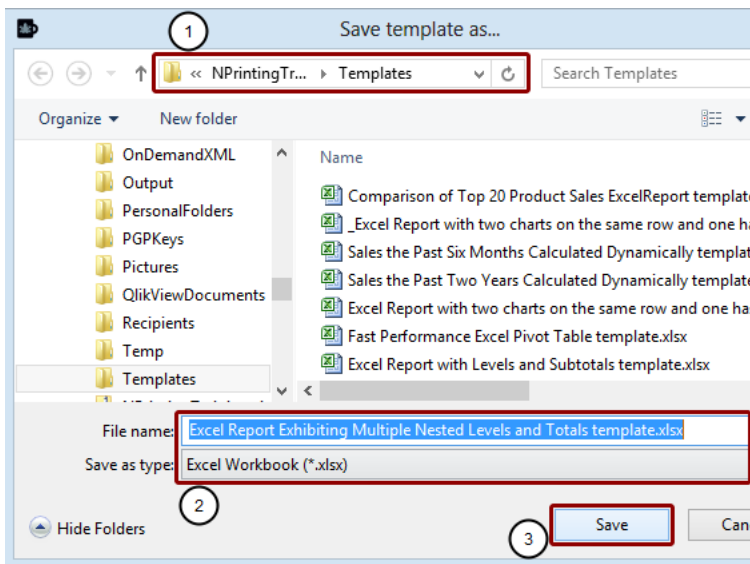 1
Save template as...
« NPrintingTr... Templates
Search Templates
Organize
New folder
OnDemandXML
Output
PersonalFolders
PGPKeys
Pictures
QlikViewDocuments
Recipients
Temp
Templates
Name
Comparison of Top 20 Product Sales ExcelReport template
_Excel Report with two charts on the same row and one ha
Sales the Past Six Months Calculated Dynamically templat
Sales the Past Two Years Calculated Dynamically template
Excel Report with two charts on the same row and one ha
Fast Performance Excel Pivot Table template.xlsx
Excel Report with Levels and Subtotals template.xlsx
File name: Excel Report Exhibiting Multiple Nested Levels and Totals template.xlsx
Save as type: Excel Workbook (*.xlsx)
2
Hide Folders
3
Save
Can